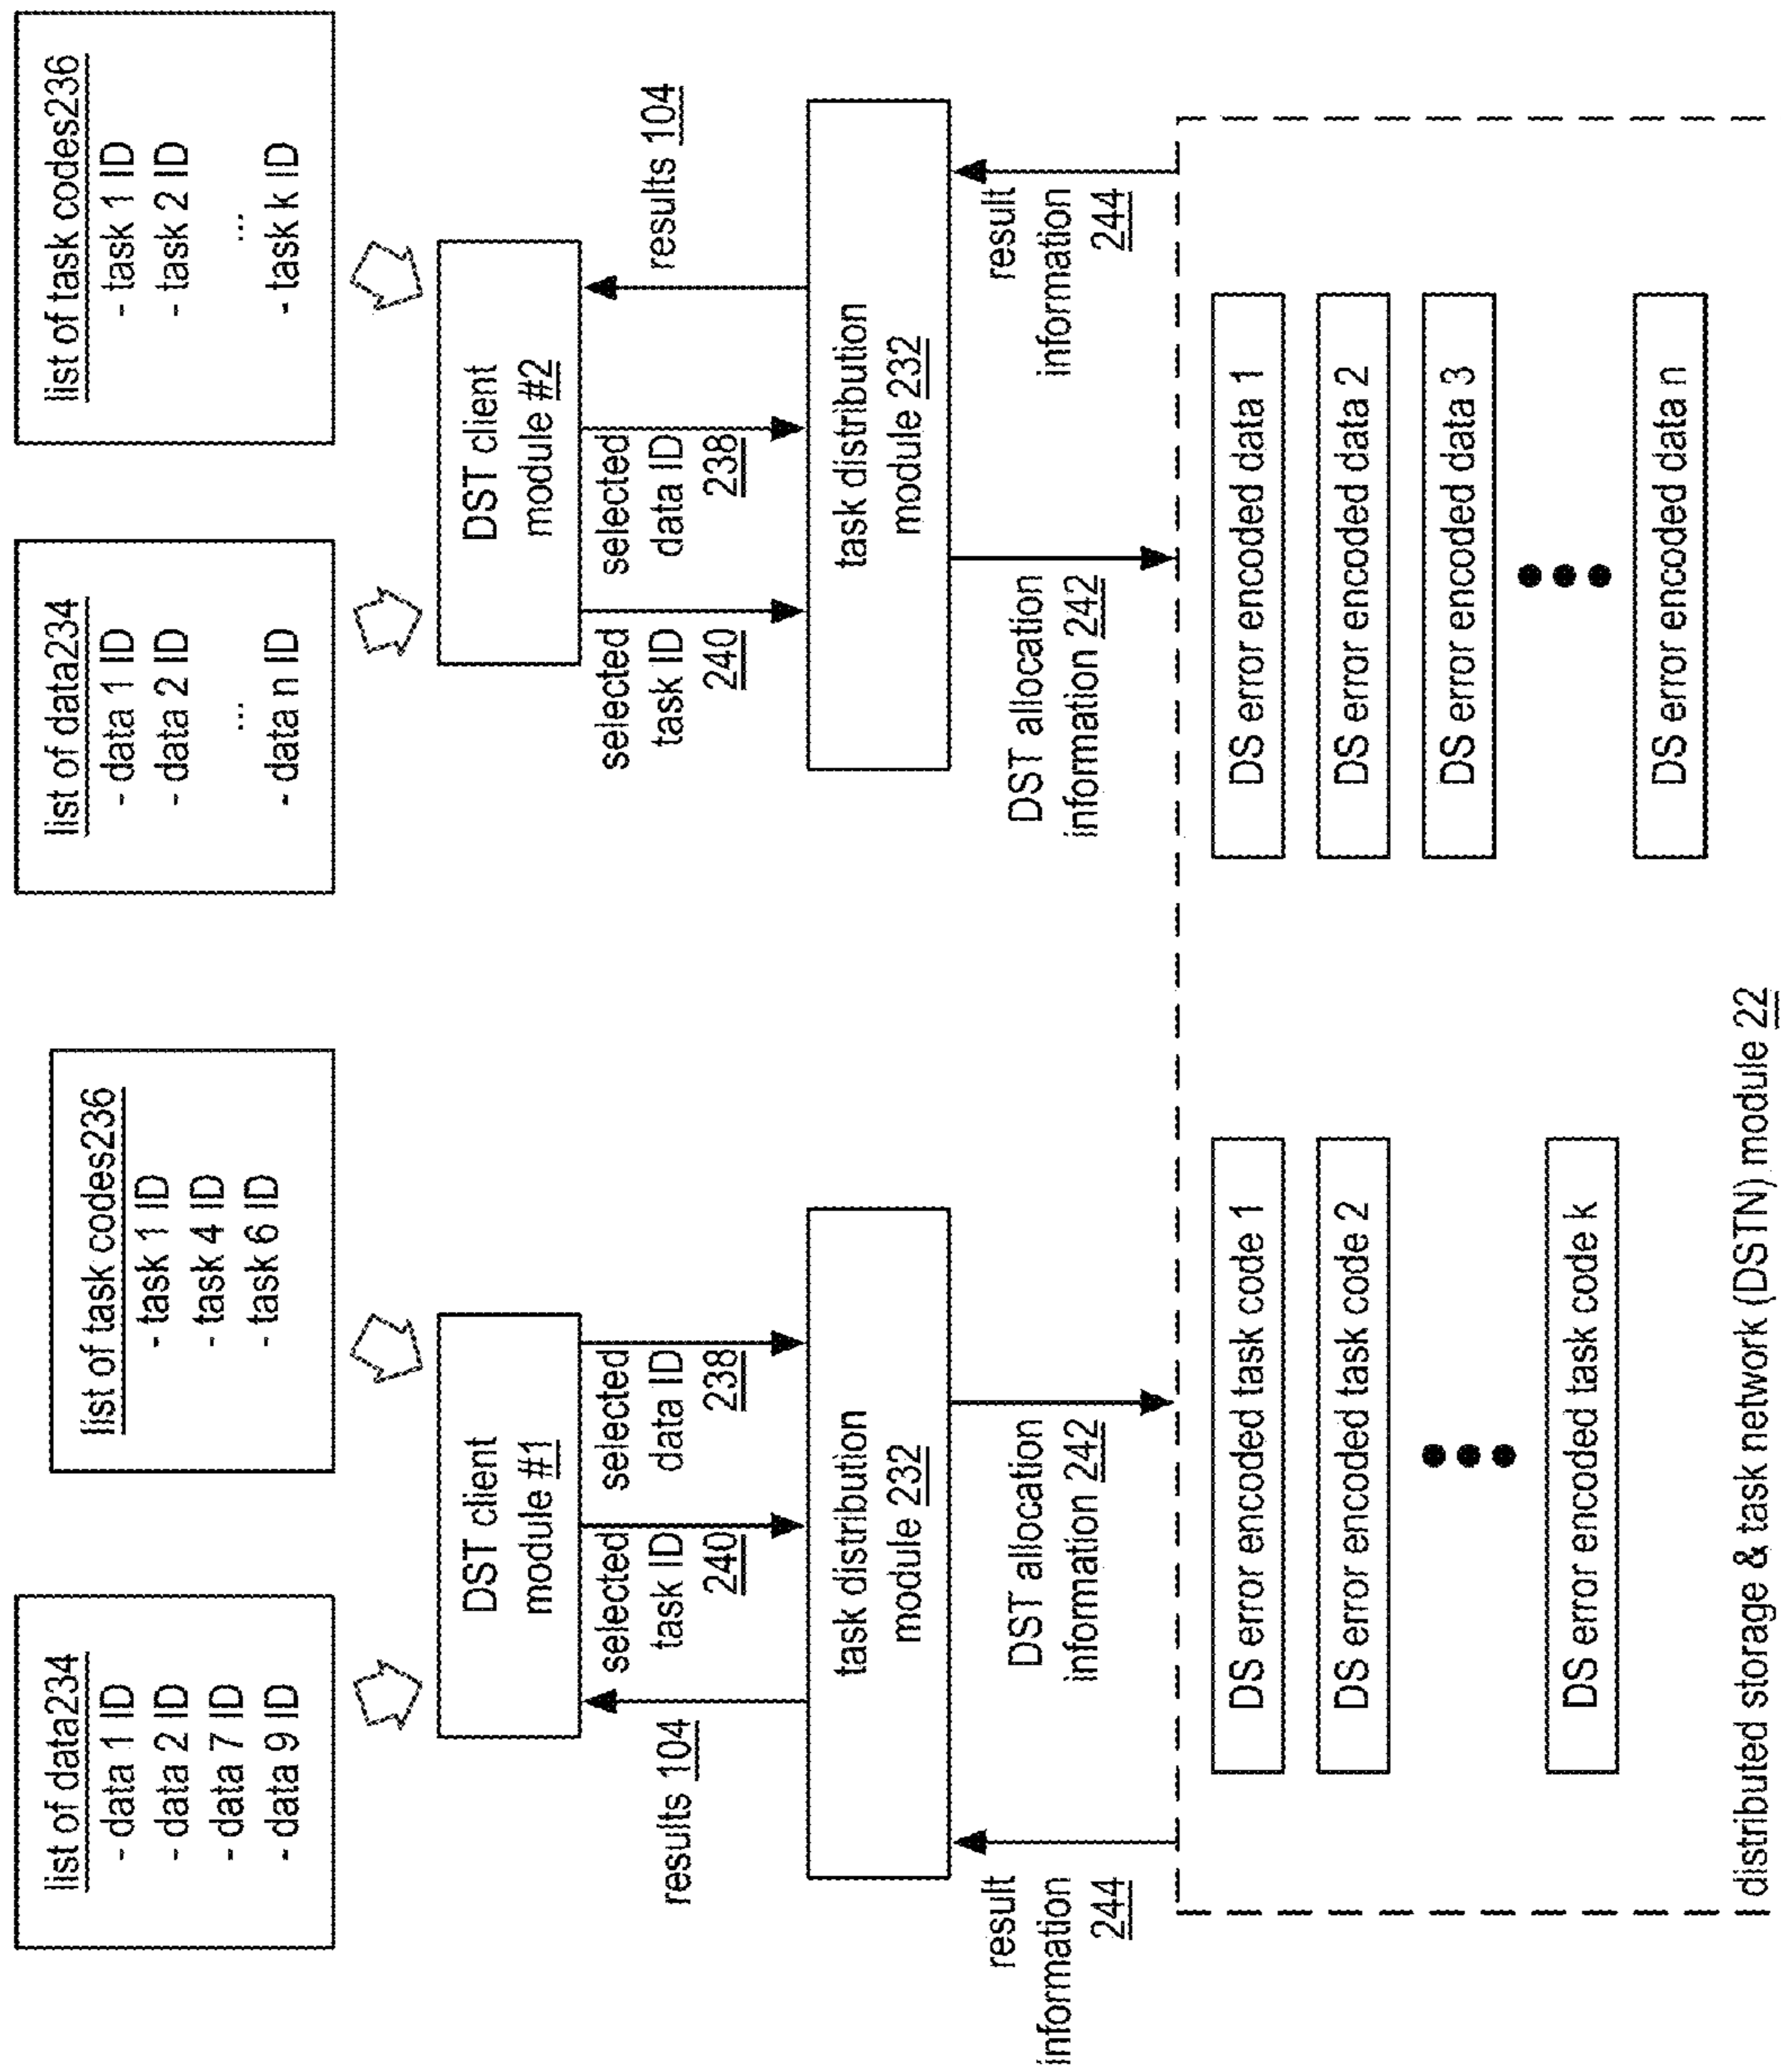 list of data234
- data 1 ID
- data 2 ID
- data 7 ID
- data 9 ID
list of task codes236
- task 1 ID
- task 4 ID
- task 6 ID
list of data234
- data 1 ID
- data 2 ID
...
- data n ID
list of task codes236
- task 1 ID
- task 2 ID
...
- task k ID
DST client
module #1
DST client
module #2
results 104
selected
task ID
240
selected
data ID
238
selected
task ID
240
selected
data ID
238
results 104
task distribution
module 232
task distribution
module 232
result
information
244
DST allocation
information 242
DST allocation
information 242
result
information
244
DS error encoded task code 1
DS error encoded task code 2
DS error encoded task code k
DS error encoded data 1
DS error encoded data 2
DS error encoded data 3
DS error encoded data n
distributed storage & task network (DSTN) module 22